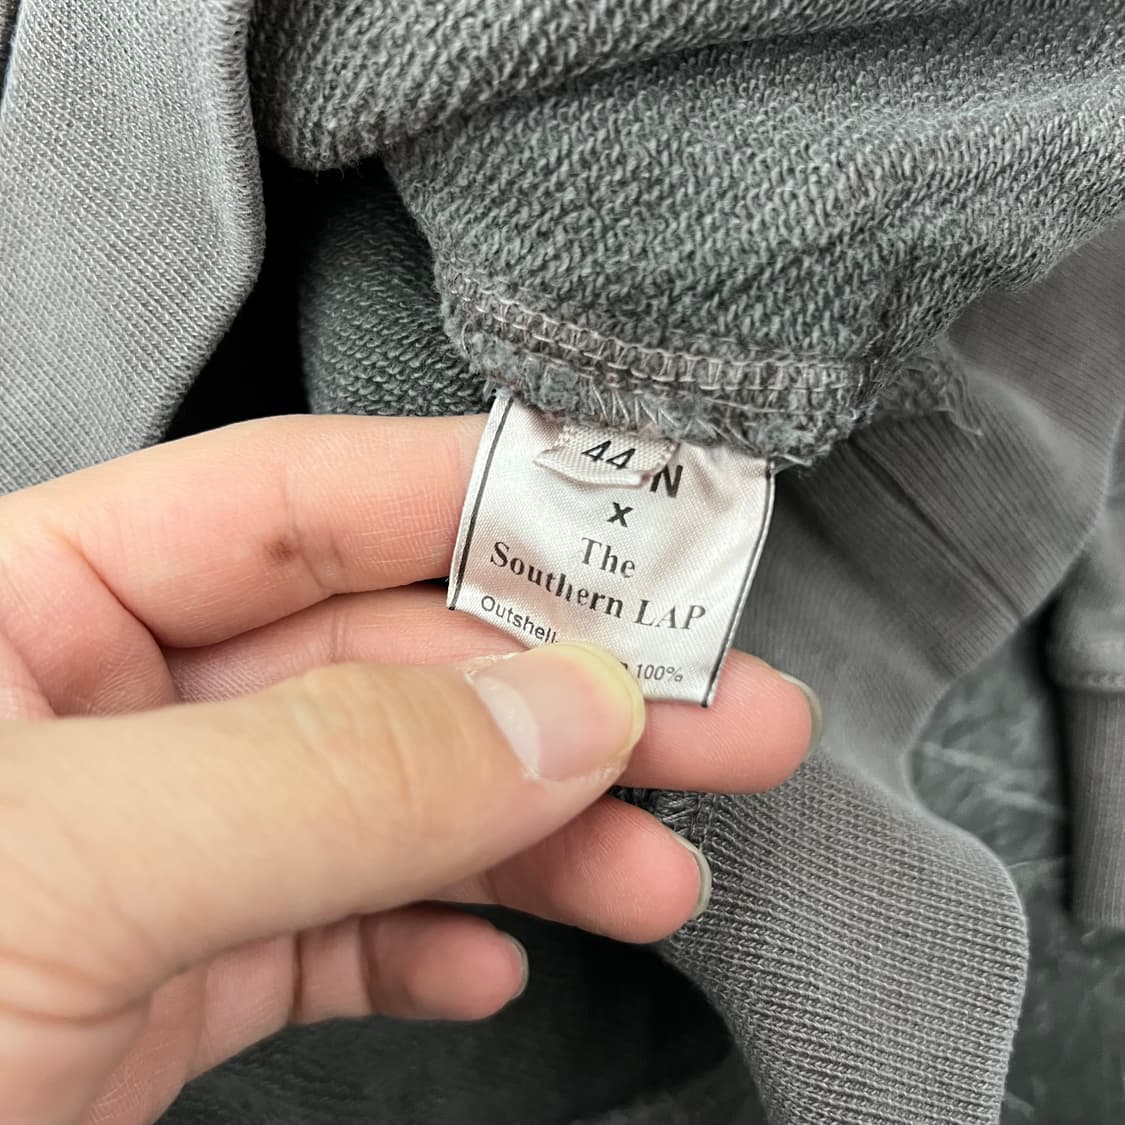 44
N
x
The
Southern LAP
Outshell
100%